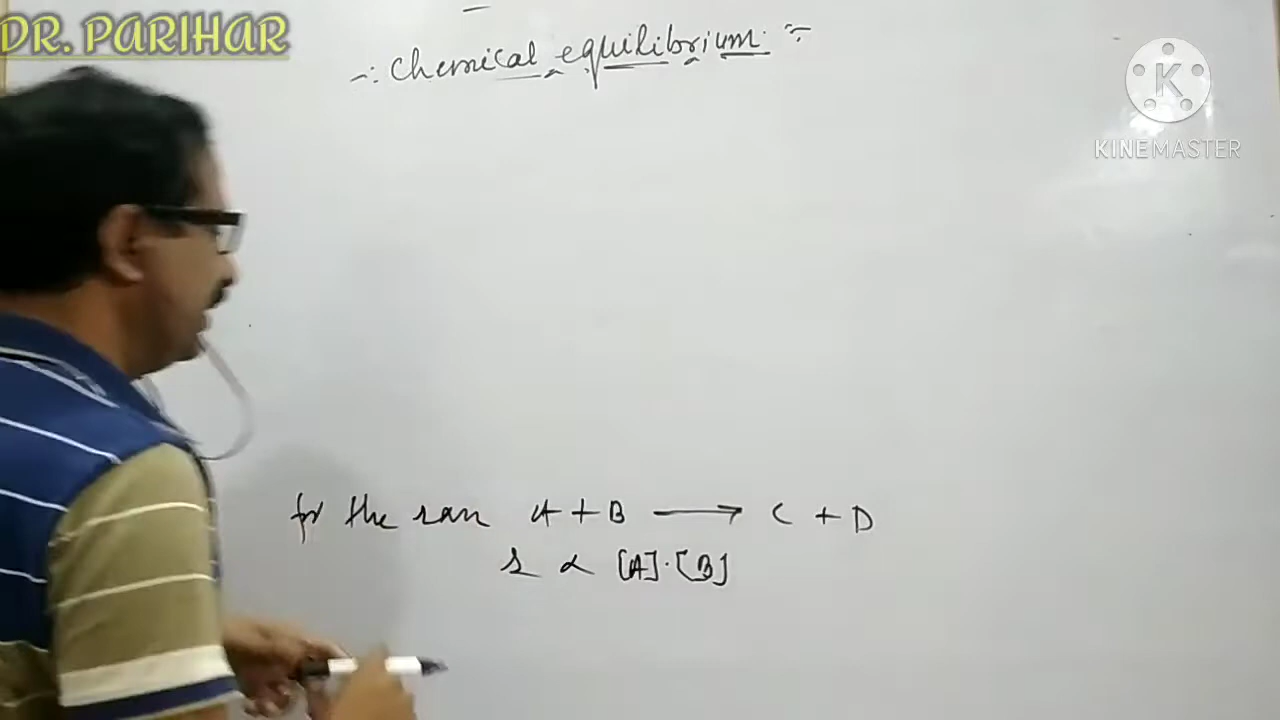 DR. PARIHAR
-: Chemical equilibrium :-
K
KINEMASTER
for the rxn A + B ⟶ C + D
r ∝ [A]·[B]